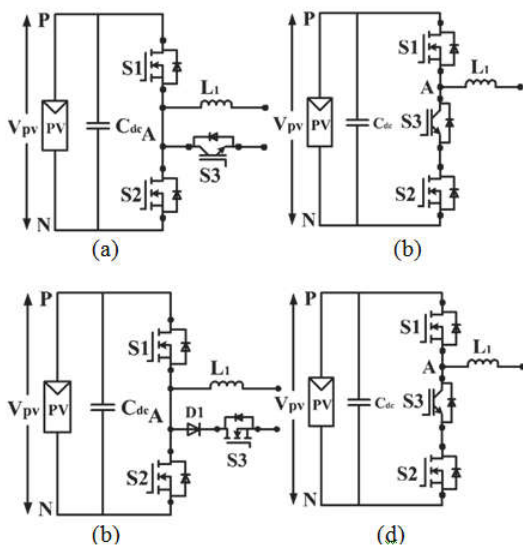 P
S1
L1
Vpv
PV
Cdc
A
S3
S2
N
(a)
P
S1
A
L1
Vpv
PV
Cdc
S3
S2
N
(b)
P
S1
L1
Vpv
PV
Cdc
A
D1
S3
S2
N
(b)
P
S1
A
L1
Vpv
PV
Cdc
S3
S2
N
(d)